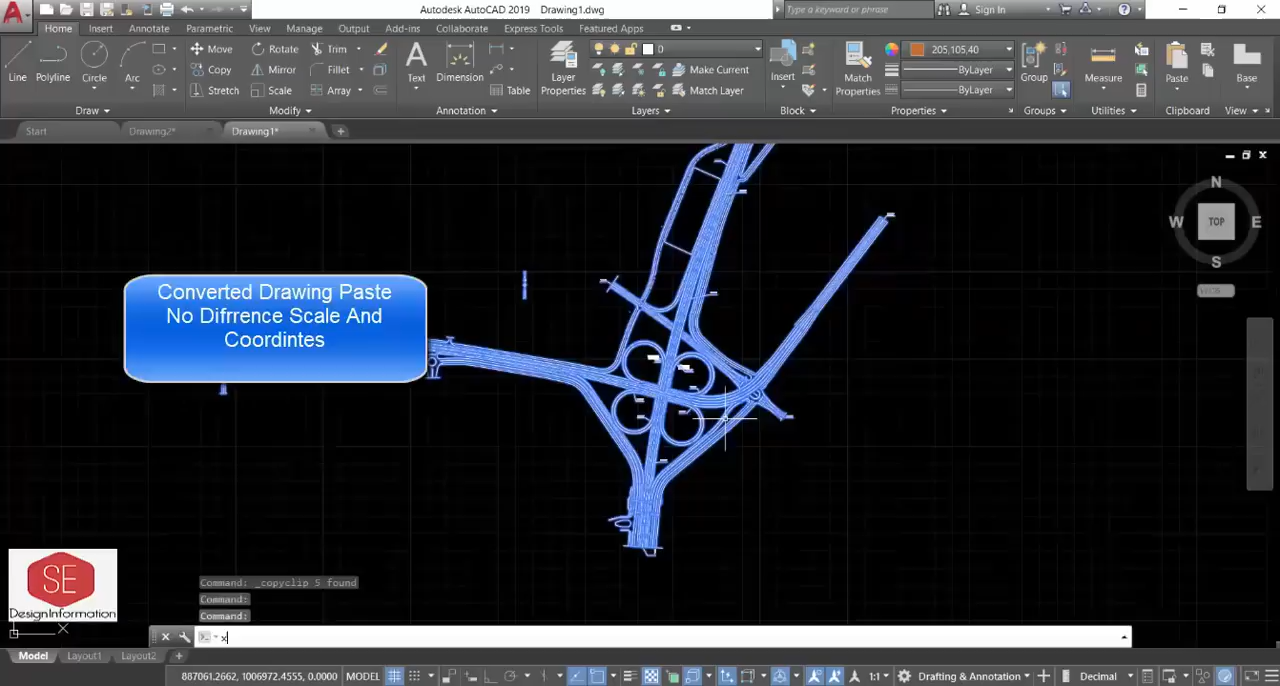 Autodesk AutoCAD 2019 Drawing1.dwg
Type a keyword or phrase
Sign In
Home Insert Annotate Parametric View Manage Output Add-ins Collaborate Express Tools Featured Apps
Line
Polyline
Circle
Arc
Move
Rotate
Trim
Copy
Mirror
Fillet
Stretch
Scale
Array
Text
Dimension
Table
Layer
Properties
0
Make Current
Match Layer
Insert
Match
Properties
205,105,40
ByLayer
ByLayer
Group
Measure
Paste
Base
Draw
Modify
Annotation
Layers
Block
Properties
Groups
Utilities
Clipboard
View
Start
Drawing2*
Drawing1*
N
W
TOP
E
S
WCS
Converted Drawing Paste
No Difrrence Scale And
Coordintes
SE
DesignInformation
Command: _copyclip 5 found
Command:
Command:
x
Model Layout1 Layout2
887061.2662, 1006972.4555, 0.0000 MODEL
1:1
Drafting & Annotation
Decimal